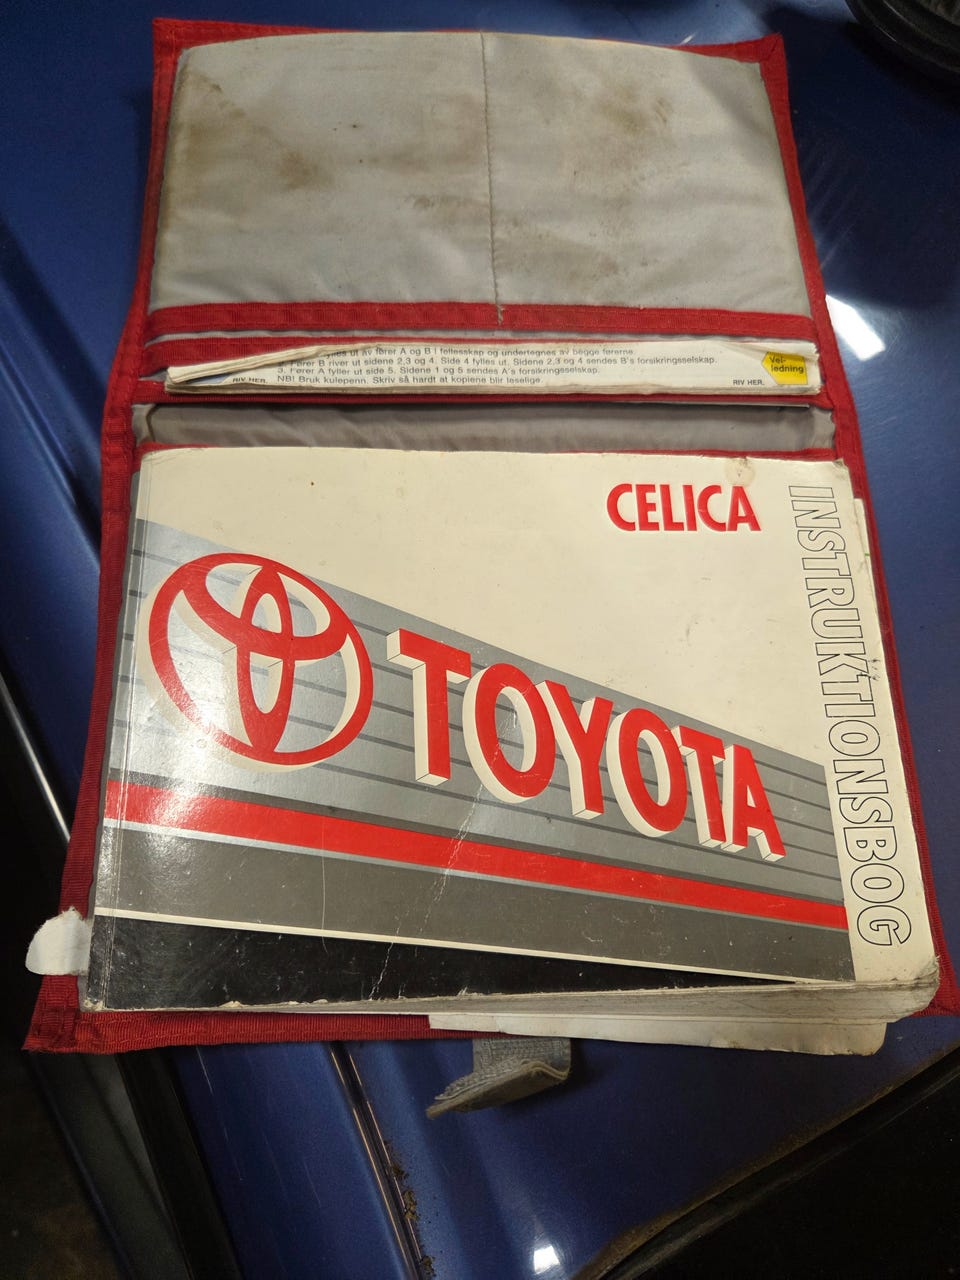 ut av fører A og B i fellesskap og undertegnes av begge førerne.
Fører B river ut sidene 2,3 og 4. Side 4 fylles ut. Sidene 2,3 og 4 sendes B's forsikringsselskap.
3. Fører A fyller ut side 5. Sidene 1 og 5 sendes A's forsikringsselskap.
NB! Bruk kulepenn. Skriv så hardt at kopiene blir leselige.
RIV HER.
RIV HER.
Vei-
ledning
CELICA
INSTRUKTIONSBOG
TOYOTA